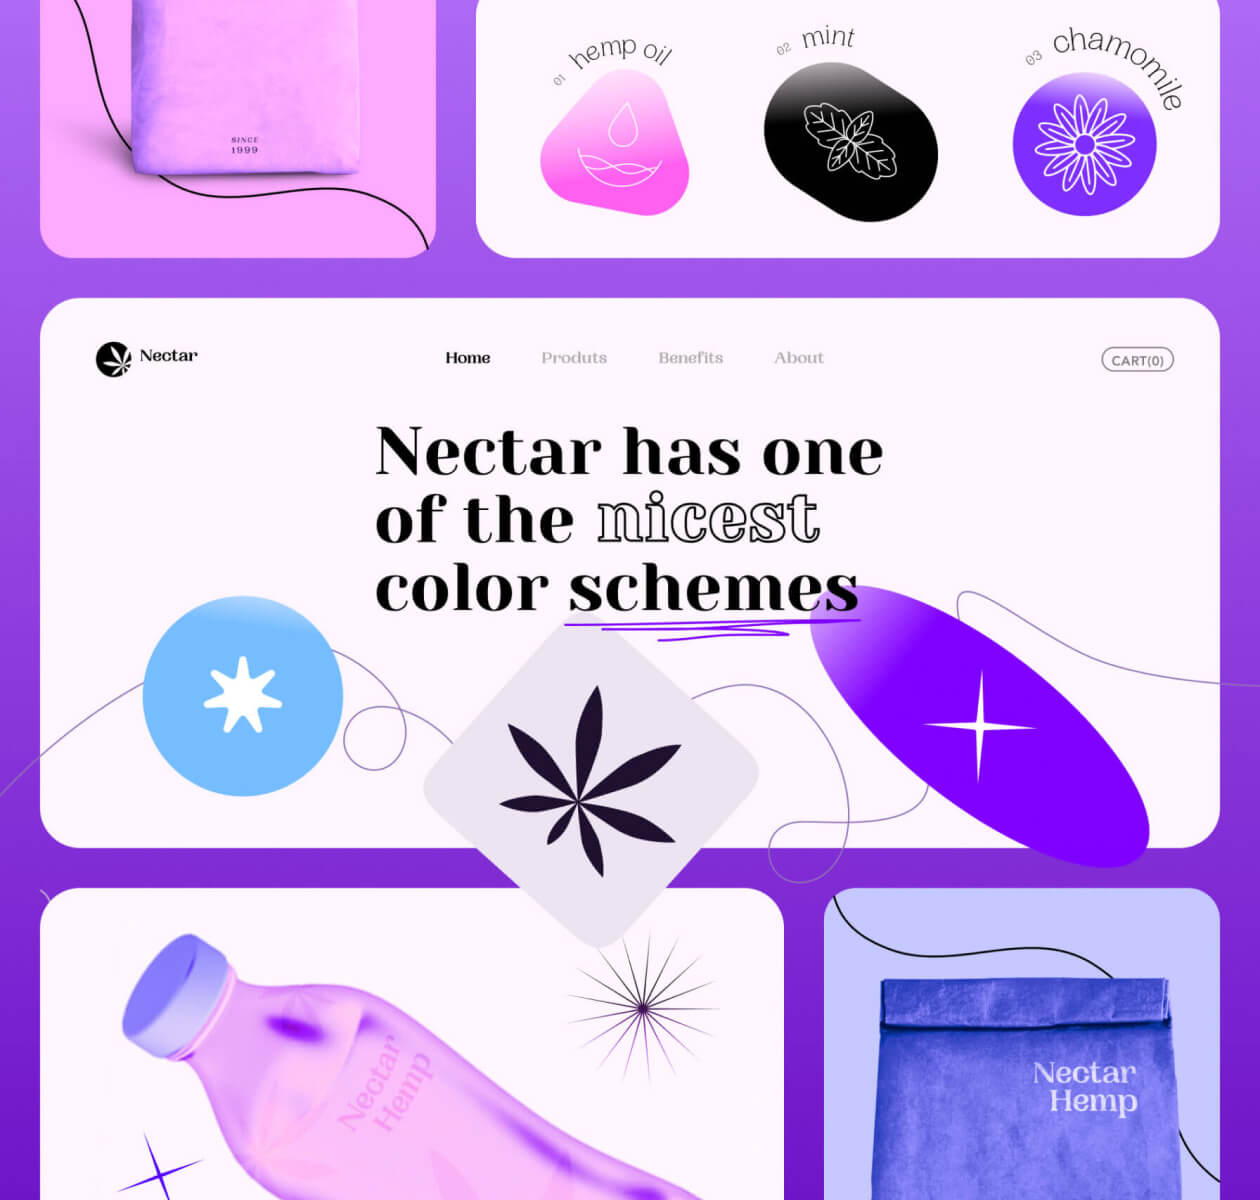 SINCE
1999
01 hemp oil
02 mint
03 chamomile
Nectar
Home Produts Benefits About
CART(0)
Nectar has one
of the nicest
color schemes
Nectar
Hemp
Nectar
Hemp